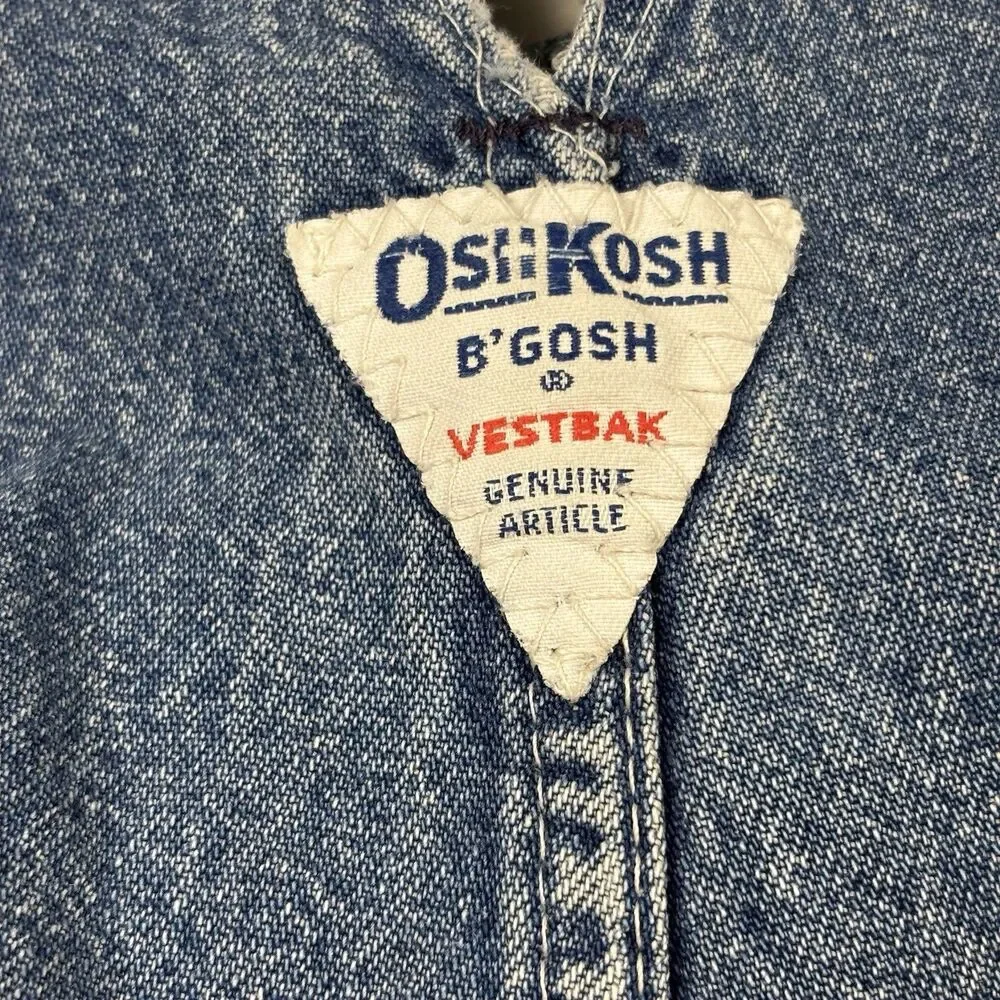 OSHKOSH
B'GOSH
®
VESTBAK
GENUINE
ARTICLE